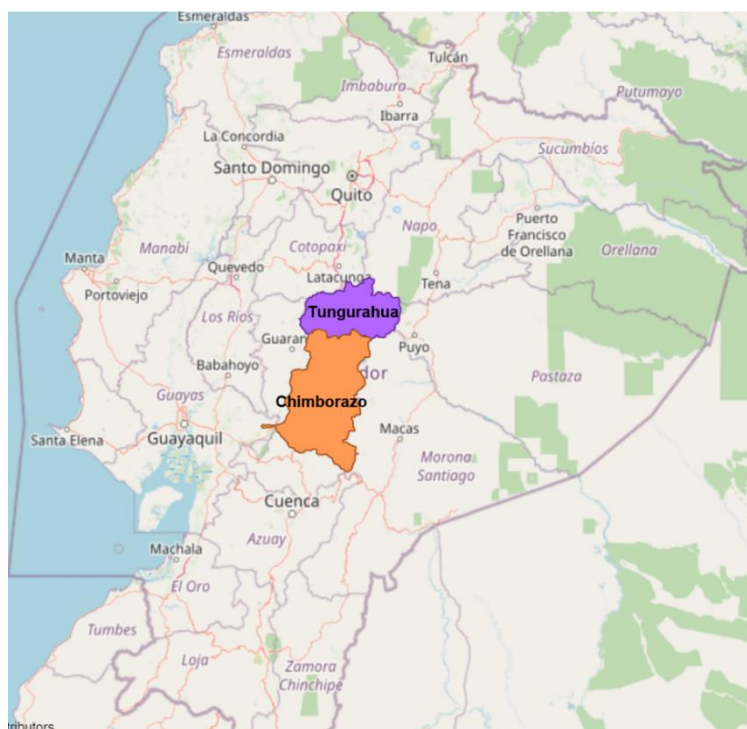 Esmeraldas
Esmeraldas
Tulcán
Imbabura
Putumayo
Ibarra
La Concordia
Sucumbíos
Santo Domingo
Quito
Puerto
Francisco
de Orellana
Napo
Orellana
Manabí
Cotopaxi
Manta
Quevedo
Latacunga
Tena
Portoviejo
Tungurahua
Los Ríos
Guaran
Puyo
Babahoyo
dor
Pastaza
Guayas
Chimborazo
Santa Elena
Guayaquil
Macas
Morona
Santiago
Cuenca
Azuay
Machala
El Oro
Tumbes
Loja
Zamora
Chinchipe
tributors